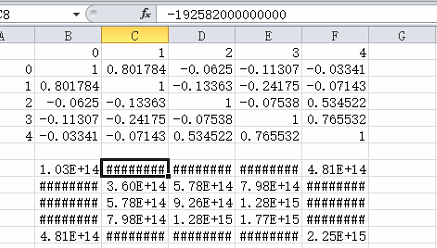 C8 fx -192582000000000
A B C D E F G
0 1 2 3 4
0 1 0.801784 -0.0625 -0.11307 -0.03341
1 0.801784 1 -0.13363 -0.24175 -0.07143
2 -0.0625 -0.13363 1 -0.07538 0.534522
3 -0.11307 -0.24175 -0.07538 1 0.765532
4 -0.03341 -0.07143 0.534522 0.765532 1
1.03E+14 ######## ######## ######## 4.81E+14
######## 3.60E+14 5.78E+14 7.98E+14 ########
######## 5.78E+14 9.26E+14 1.28E+15 ########
######## 7.98E+14 1.28E+15 1.77E+15 ########
4.81E+14 ######## ######## ######## 2.25E+15